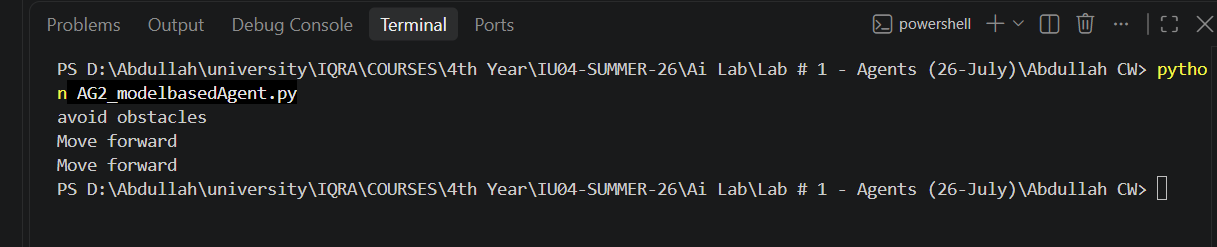 Problems Output Debug Console Terminal Ports powershell
PS D:\Abdullah\university\IQRA\COURSES\4th Year\IU04-SUMMER-26\Ai Lab\Lab # 1 - Agents (26-July)\Abdullah CW> pytho
n AG2_modelbasedAgent.py
avoid obstacles
Move forward
Move forward
PS D:\Abdullah\university\IQRA\COURSES\4th Year\IU04-SUMMER-26\Ai Lab\Lab # 1 - Agents (26-July)\Abdullah CW>